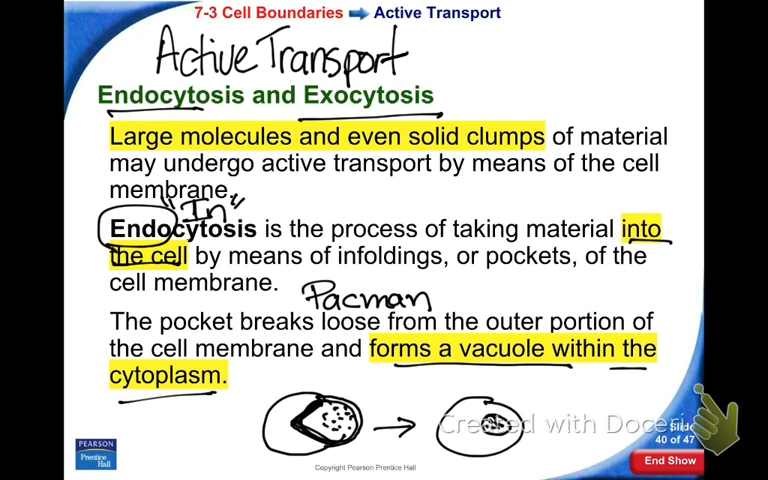 7-3 Cell Boundaries Active Transport
Active Transport
Endocytosis and Exocytosis
Large molecules and even solid clumps of material
may undergo active transport by means of the cell
membrane.
"In"
Endocytosis is the process of taking material into
the cell by means of infoldings, or pockets, of the
cell membrane.
Pacman
The pocket breaks loose from the outer portion of
the cell membrane and forms a vacuole within the
cytoplasm.
Created with Doceri
Slide
40 of 47
End Show
PEARSON
Prentice
Hall
Copyright Pearson Prentice Hall